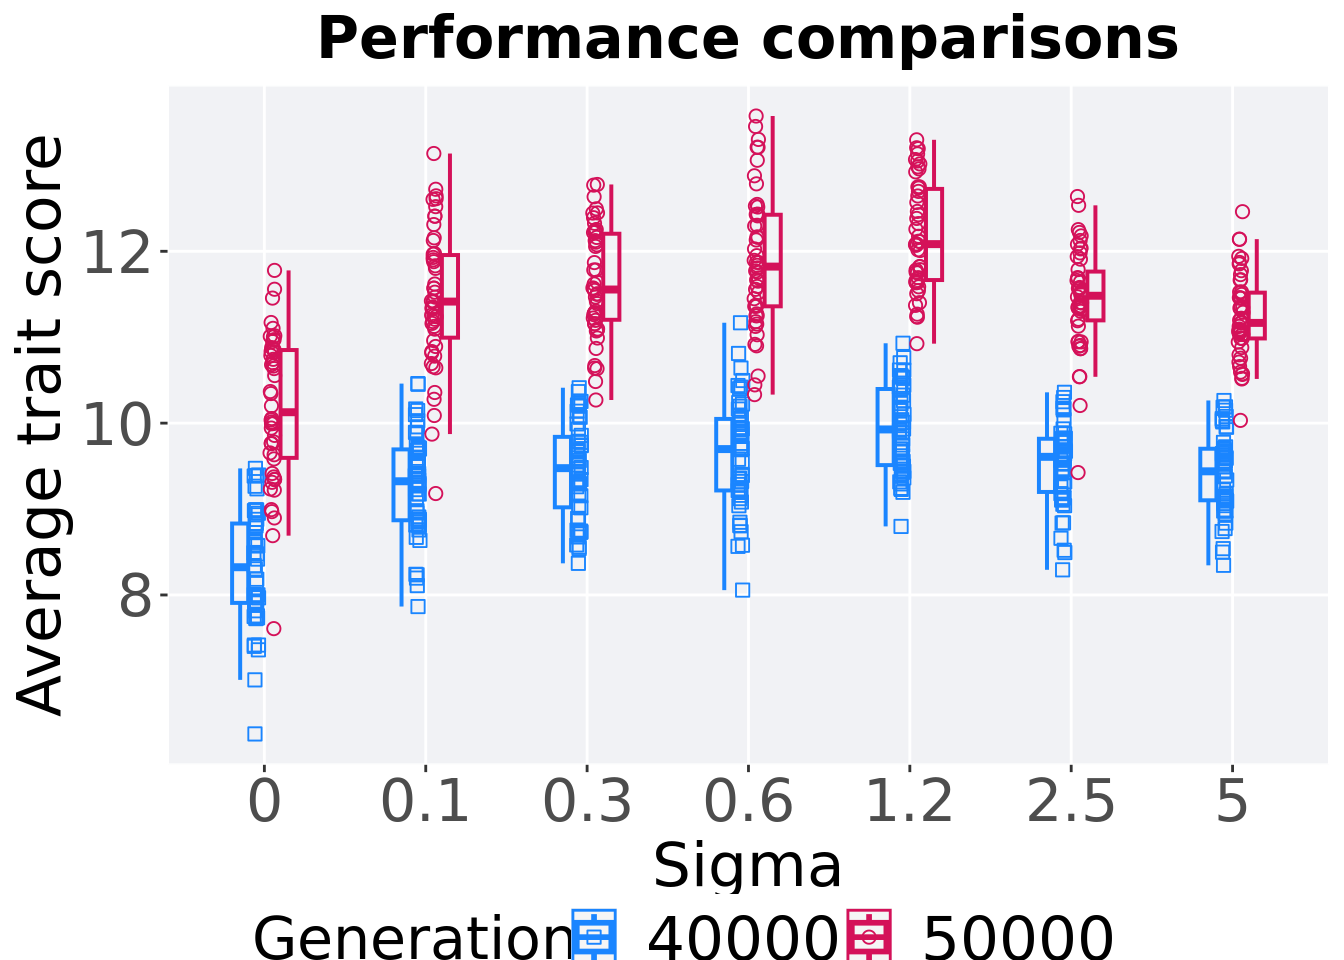 Performance comparisons
Average trait score
12
10
8
0 0.1 0.3 0.6 1.2 2.5 5
Sigma
Generation 40000 50000